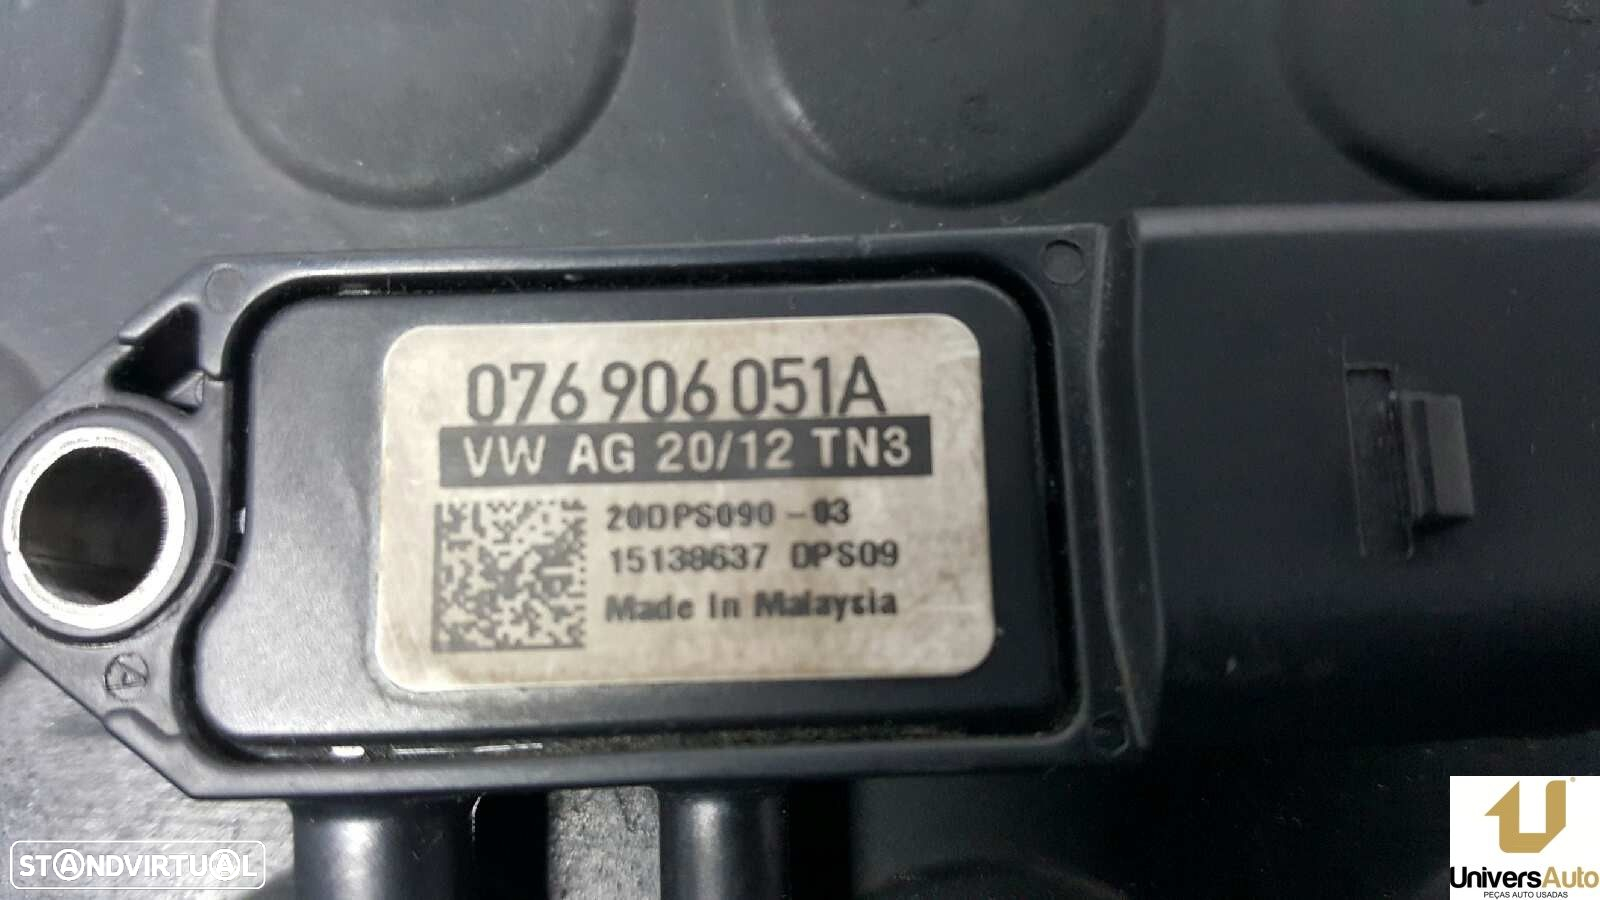 076 906 051A
VW AG 20/12 TN3
20DPS090-03
15138637 DPS09
Made In Malaysia
STANDVIRTUAL
UniversAuto
PEÇAS AUTO USADAS